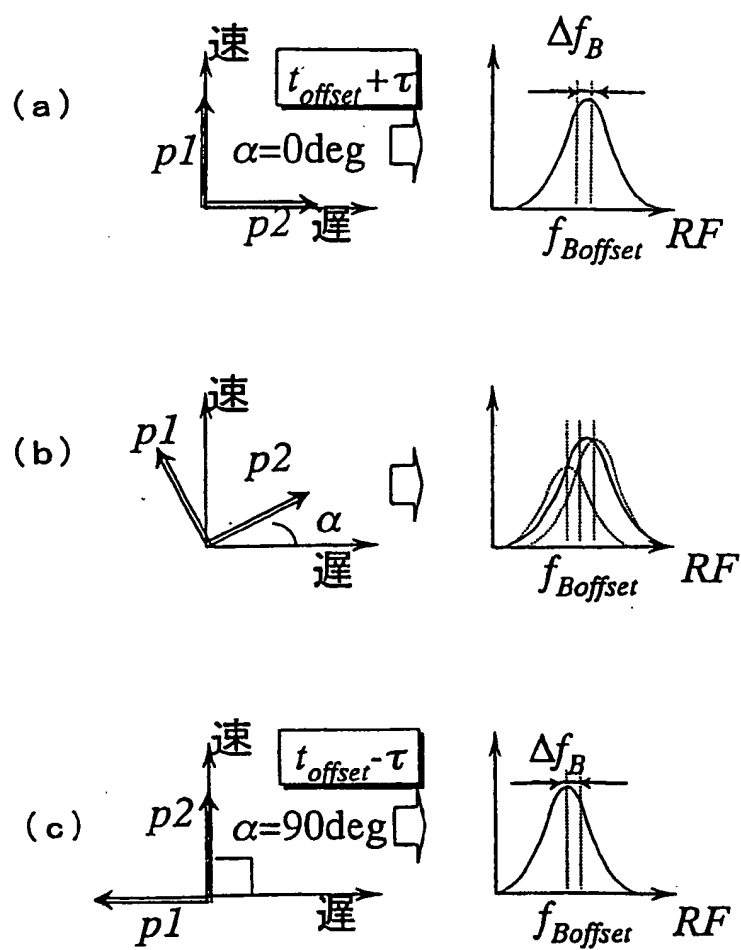 (a)
速
p1
α=0deg
p2
遅
t_offset+τ
Δf_B
f_Boffset
RF
(b)
速
p1
p2
α
遅
f_Boffset
RF
(c)
速
p2
α=90deg
p1
遅
t_offset-τ
Δf_B
f_Boffset
RF